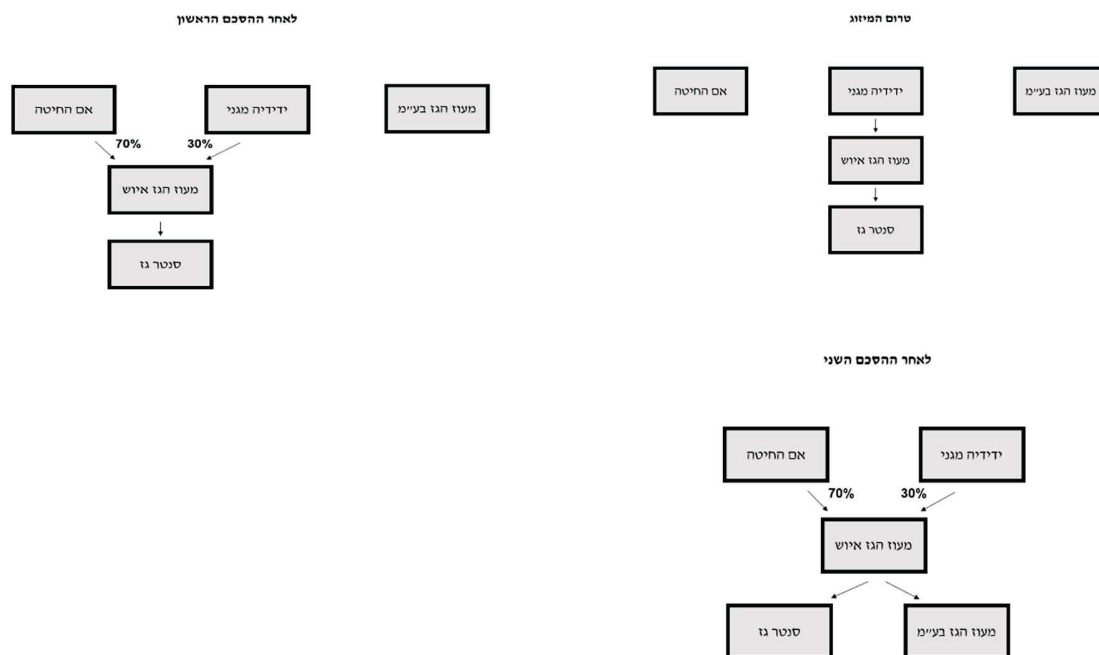 טרום המיזוג
מעוז הגז בע״מ
ידידיה מגני
אם החיטה
מעוז הגז איוש
סנטר גז
לאחר ההסכם הראשון
מעוז הגז בע״מ
ידידיה מגני
אם החיטה
30%
70%
מעוז הגז איוש
סנטר גז
לאחר ההסכם השני
ידידיה מגני
אם החיטה
30%
70%
מעוז הגז איוש
מעוז הגז בע״מ
סנטר גז